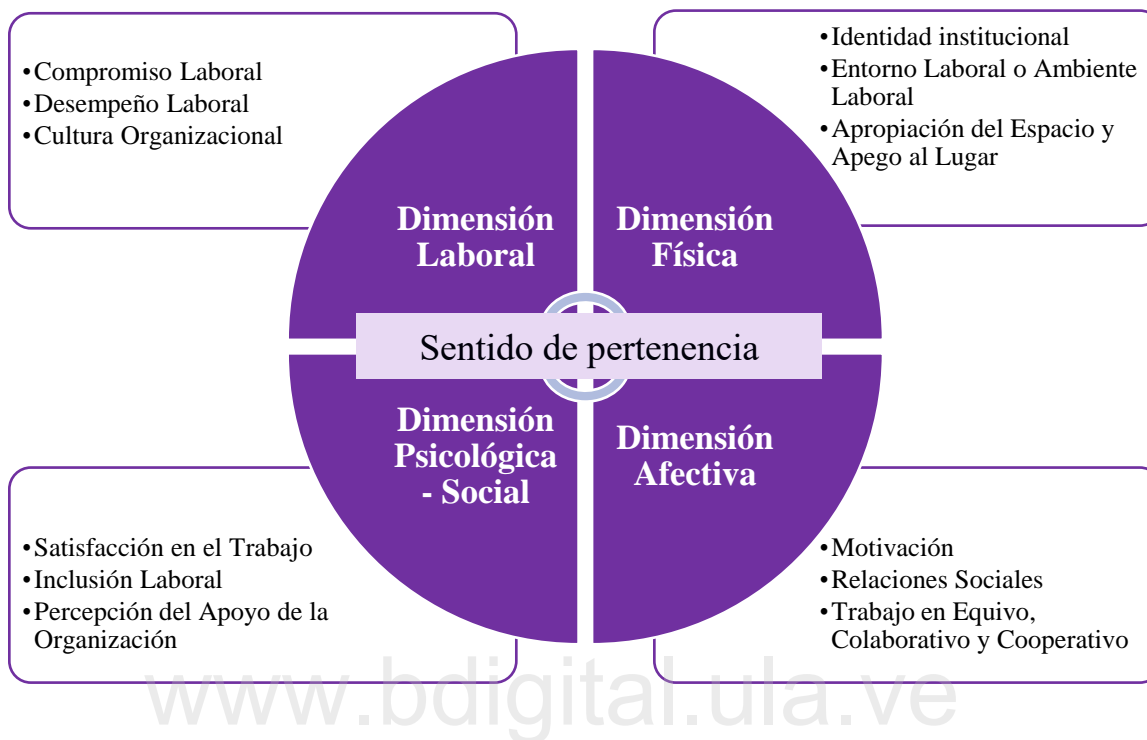 •Compromiso Laboral
•Desempeño Laboral
•Cultura Organizacional
•Identidad institucional
•Entorno Laboral o Ambiente
Laboral
•Apropiación del Espacio y
Apego al Lugar
Dimensión
Laboral
Dimensión
Física
Sentido de pertenencia
Dimensión
Psicológica
- Social
Dimensión
Afectiva
•Satisfacción en el Trabajo
•Inclusión Laboral
•Percepción del Apoyo de la
Organización
•Motivación
•Relaciones Sociales
•Trabajo en Equivo,
Colaborativo y Cooperativo
www.bdigital.ula.ve